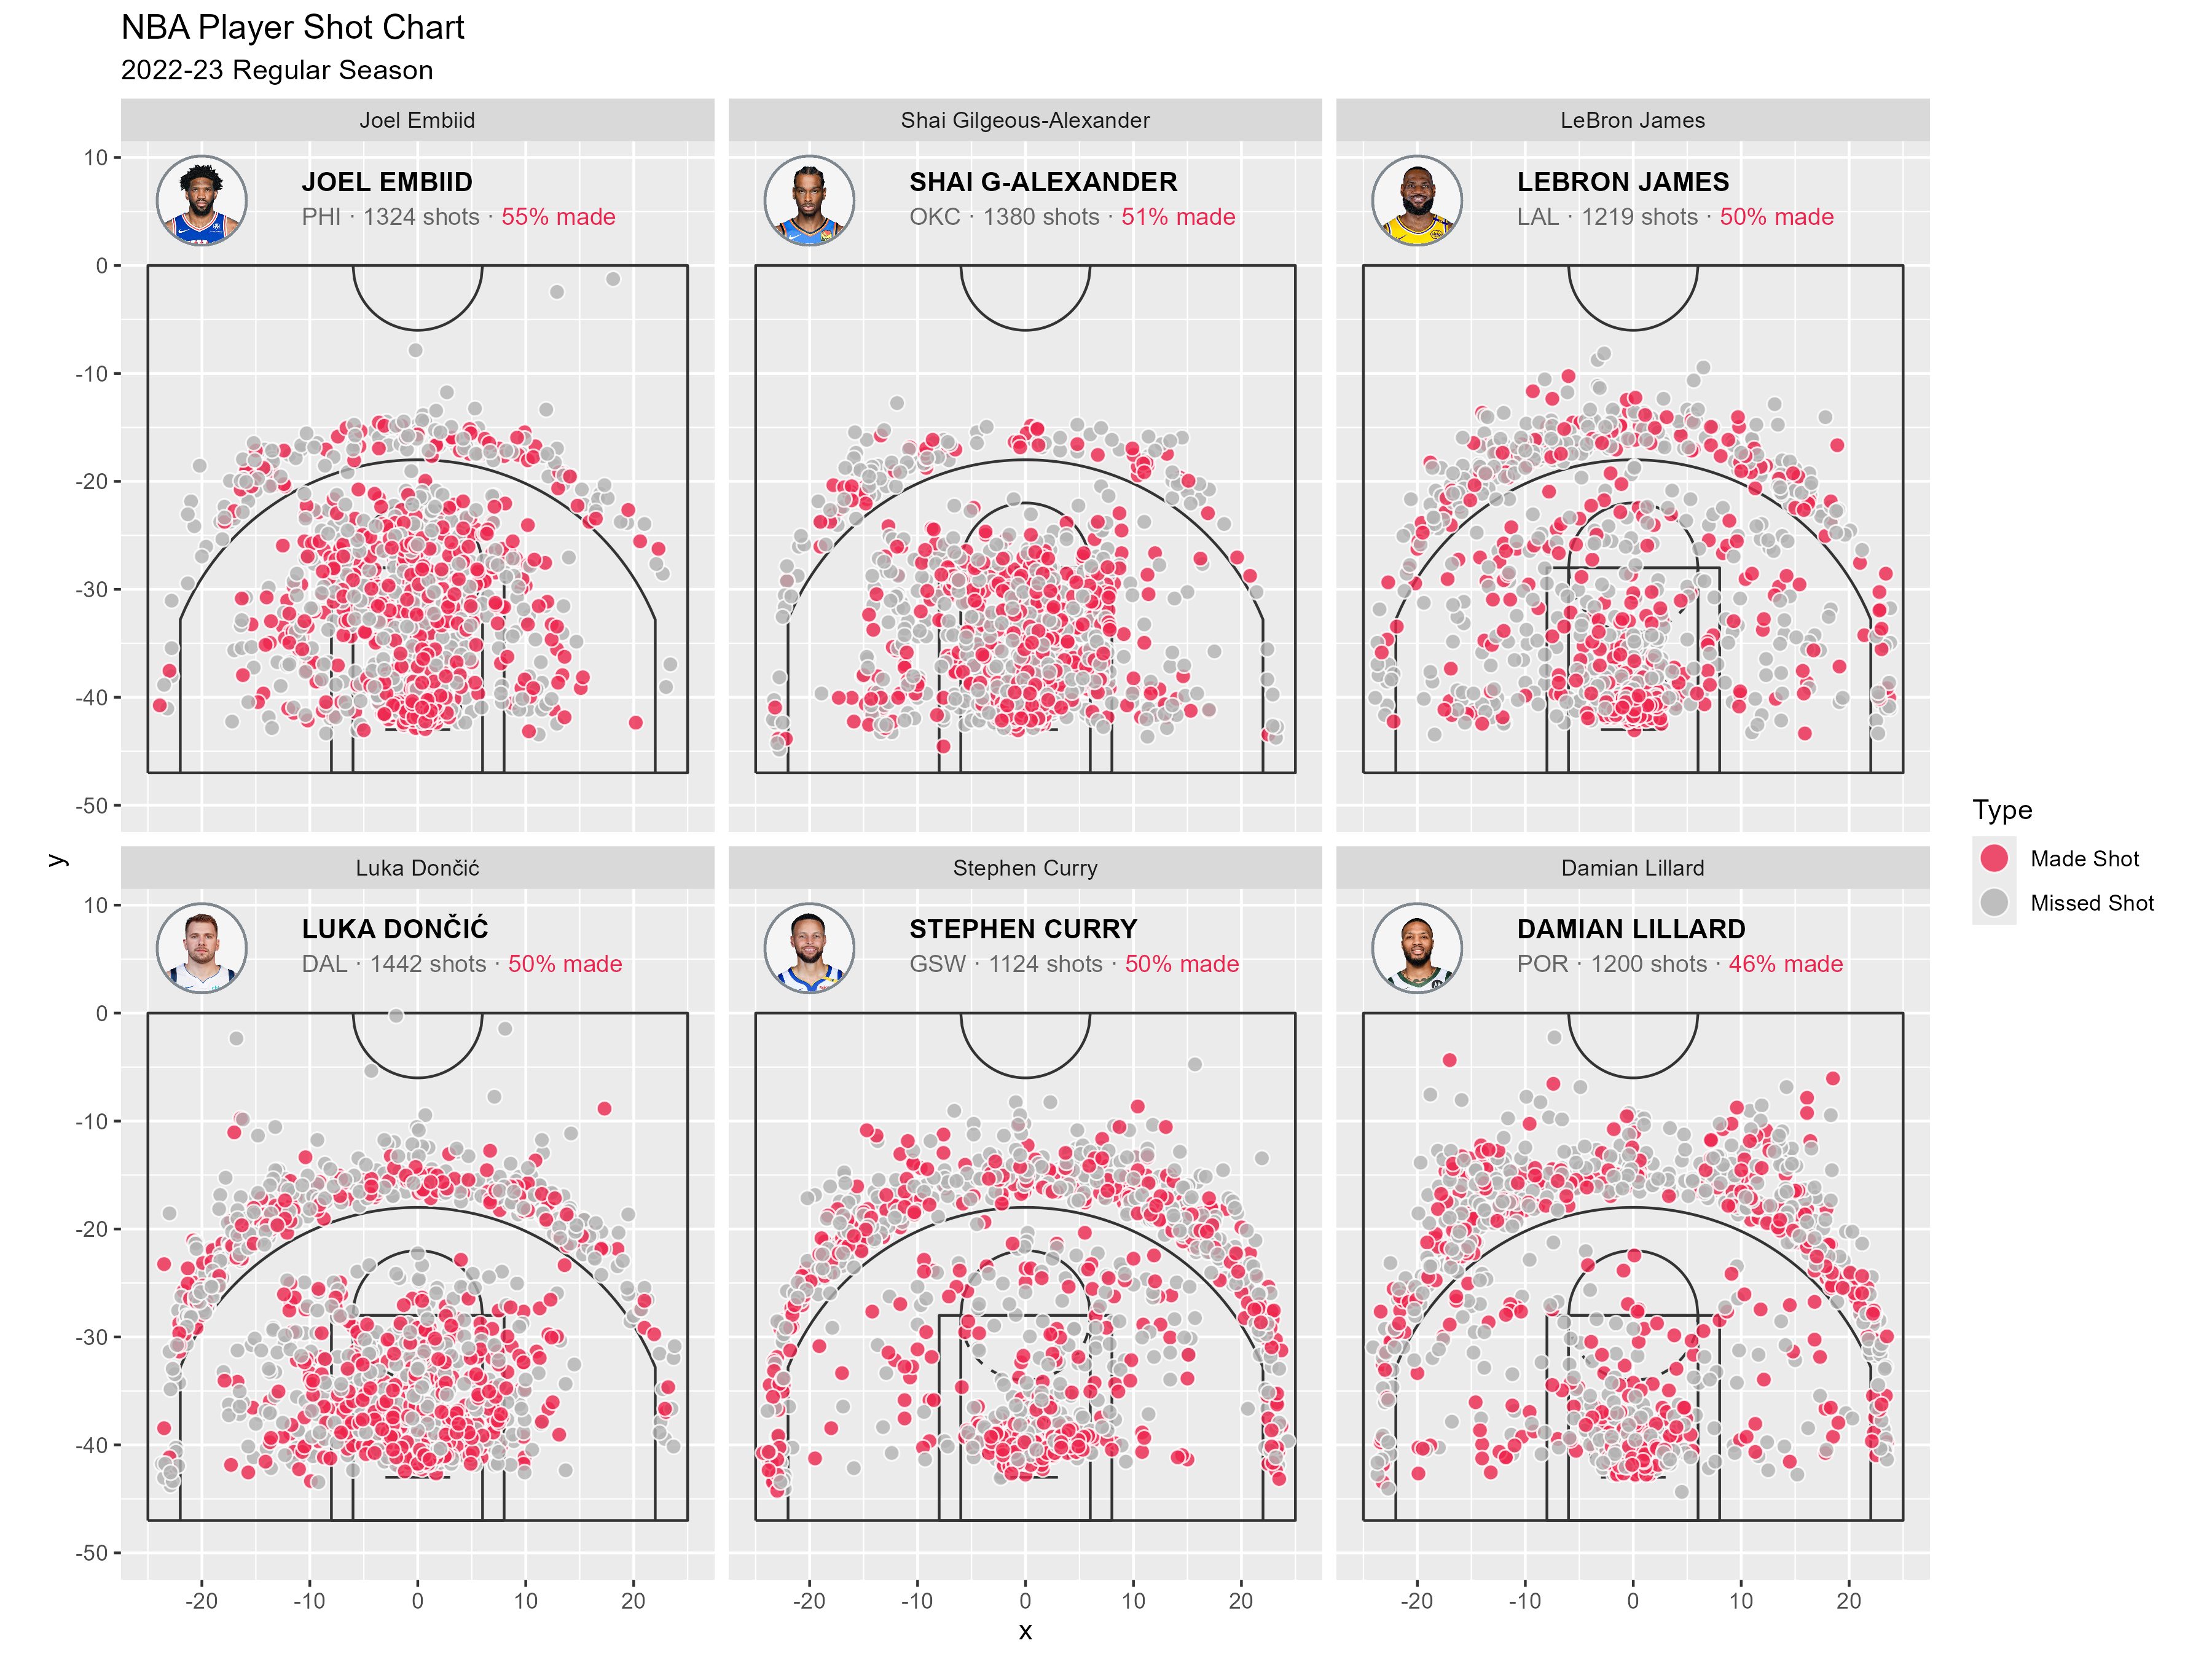 NBA Player Shot Chart
2022-23 Regular Season
Joel Embiid
Shai Gilgeous-Alexander
LeBron James
JOEL EMBIID
PHI · 1324 shots · 55% made
SHAI G-ALEXANDER
OKC · 1380 shots · 51% made
LEBRON JAMES
LAL · 1219 shots · 50% made
10
0
-10
-20
-30
-40
-50
Luka Dončić
Stephen Curry
Damian Lillard
LUKA DONČIĆ
DAL · 1442 shots · 50% made
STEPHEN CURRY
GSW · 1124 shots · 50% made
DAMIAN LILLARD
POR · 1200 shots · 46% made
10
0
-10
-20
-30
-40
-50
y
-20 -10 0 10 20
-20 -10 0 10 20
-20 -10 0 10 20
x
Type
Made Shot
Missed Shot